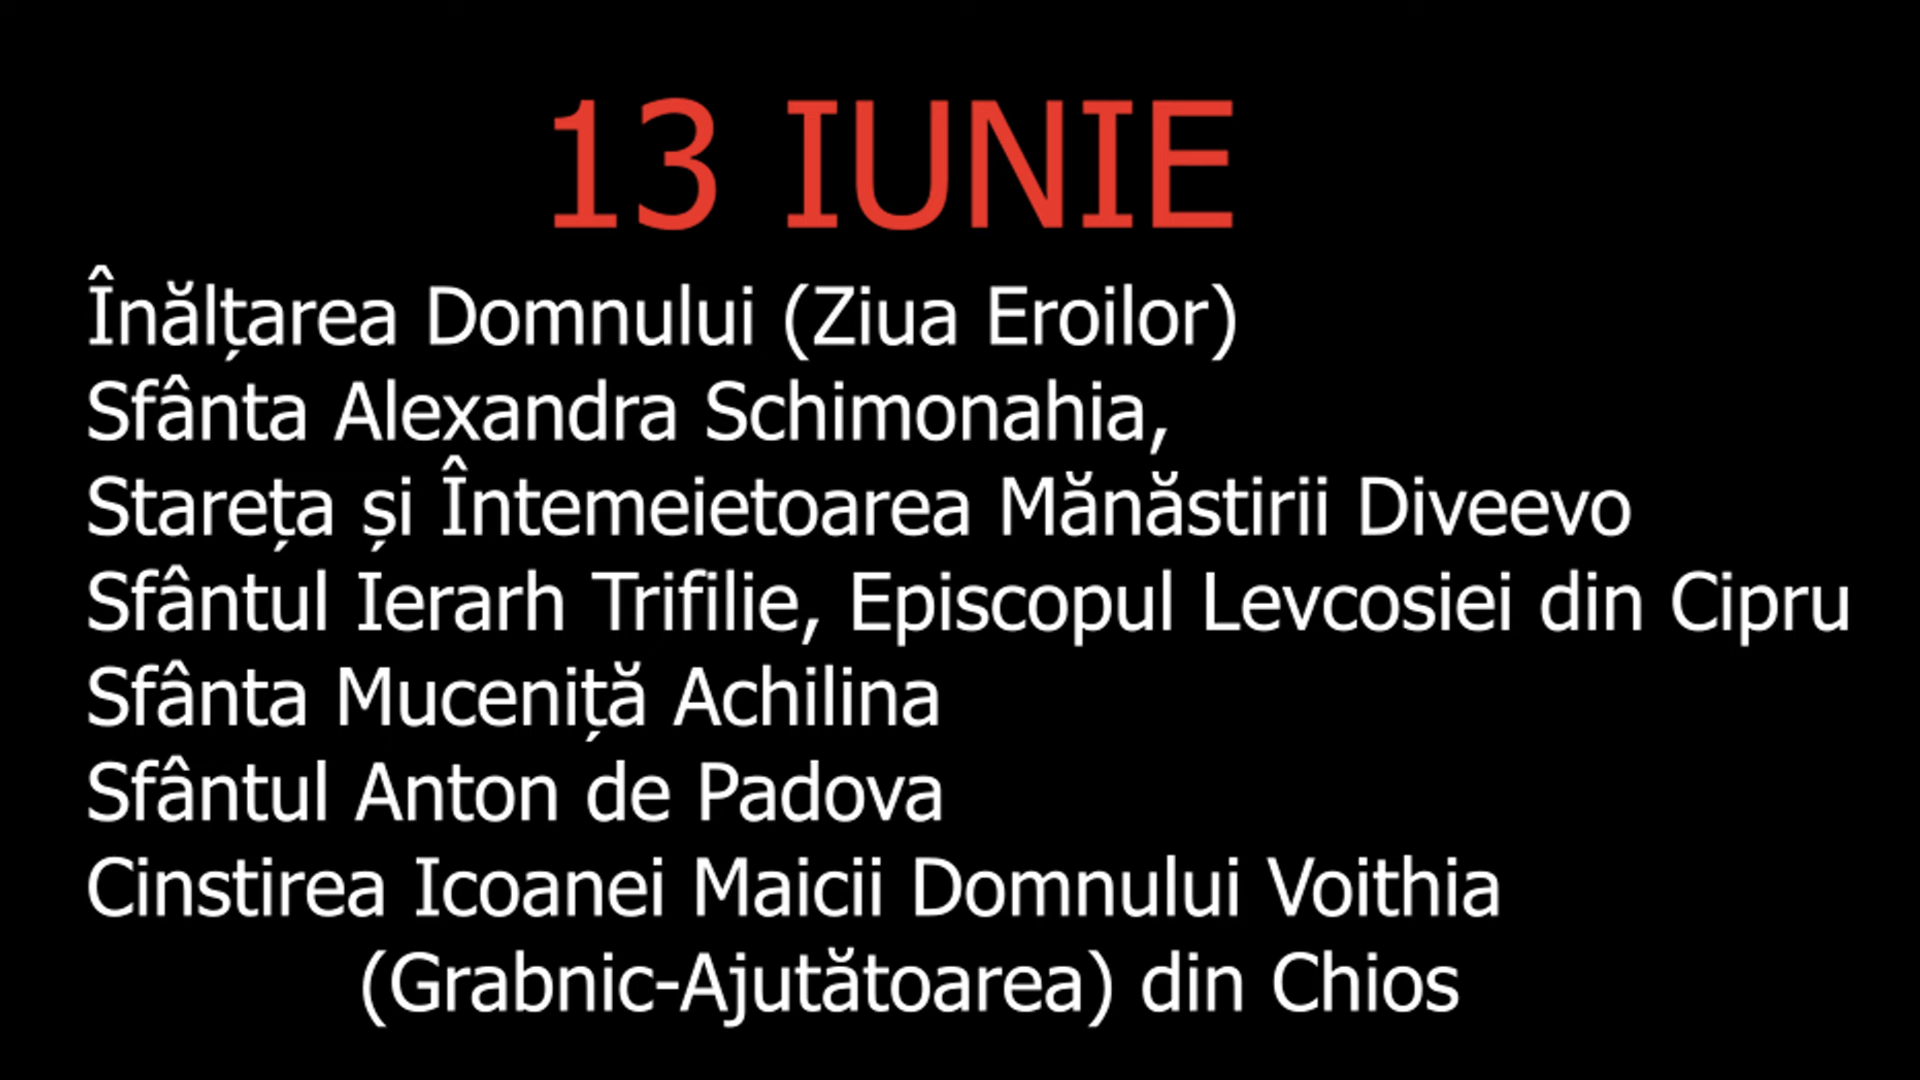 13 IUNIE
Înălțarea Domnului (Ziua Eroilor)
Sfânta Alexandra Schimonahia,
Stareța și Întemeietoarea Mănăstirii Diveevo
Sfântul Ierarh Trifilie, Episcopul Levcosiei din Cipru
Sfânta Muceniță Achilina
Sfântul Anton de Padova
Cinstirea Icoanei Maicii Domnului Voithia
(Grabnic-Ajutătoarea) din Chios